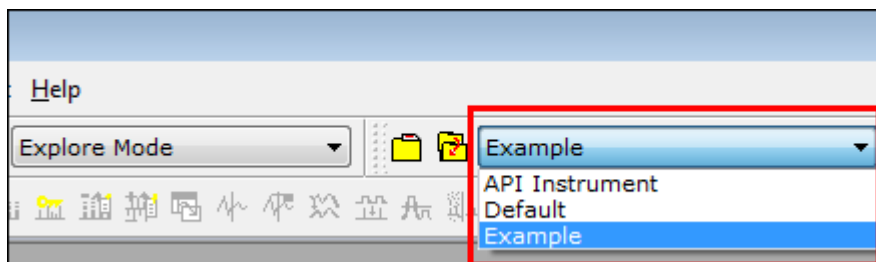 Help
Explore Mode
Example
API Instrument
Default
Example